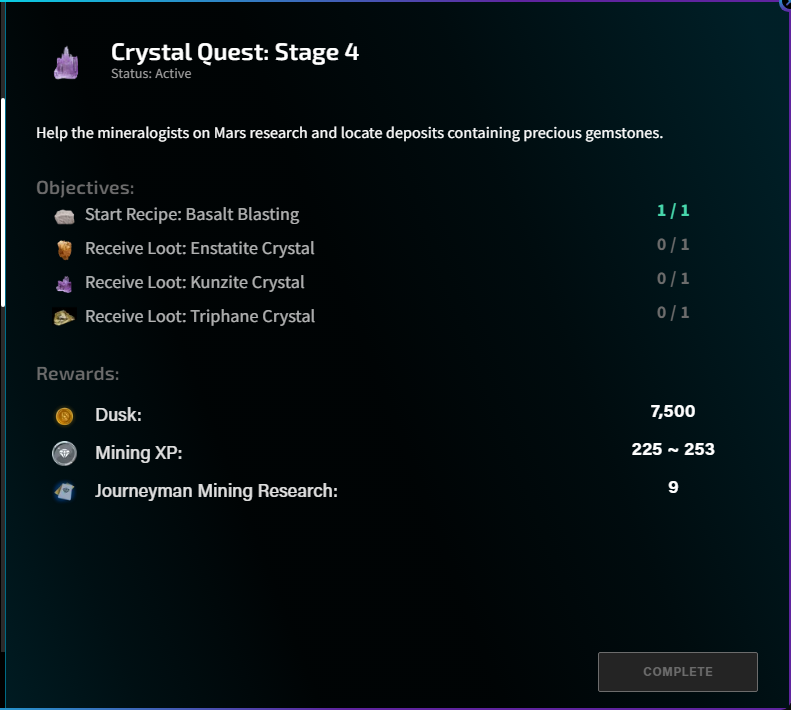 Crystal Quest: Stage 4
Status: Active
Help the mineralogists on Mars research and locate deposits containing precious gemstones.
Objectives:
Start Recipe: Basalt Blasting 1 / 1
Receive Loot: Enstatite Crystal 0 / 1
Receive Loot: Kunzite Crystal 0 / 1
Receive Loot: Triphane Crystal 0 / 1
Rewards:
Dusk: 7,500
Mining XP: 225 ~ 253
Journeyman Mining Research: 9
COMPLETE